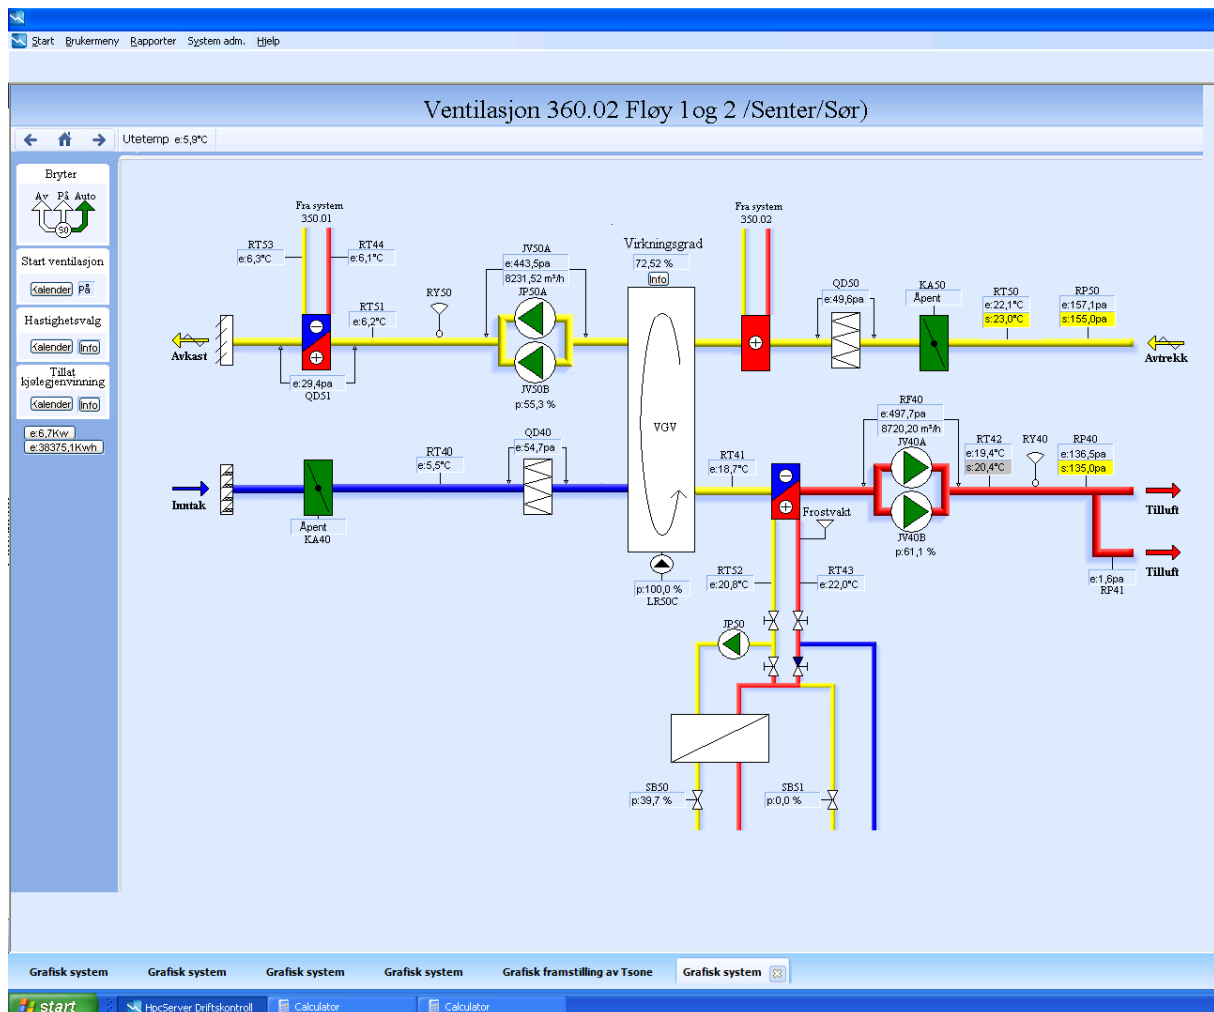 Start Brukermeny Rapporter System adm. Hjelp
Ventilasjon 360.02 Fløy 1og 2 /Senter/Sør)
Utetemp e:5,9°C
Bryter
Av På Auto
S0
Start ventilasjon
Kalender På
Hastighetsvalg
Kalender Info
Tillat
kjølegjenvinning
Kalender Info
e:6,7Kw
e:38375,1Kwh
Fra system
350.01
RT53
e:6,3°C
RT44
e:6,1°C
RT51
e:6,2°C
RY50
JV50A
e:443,5pa
8231,52 m³/h
JP50A
JV50B
p:55,3 %
Avkast
e:29,4pa
QD51
Virkningsgrad
72,52 %
Info
VGV
p:100,0 %
LR50C
Fra system
350.02
QD50
e:49,6pa
KA50
Åpent
RT50
e:22,1°C
s:23,0°C
RP50
e:157,1pa
s:155,0pa
Avtrekk
Inntak
Åpent
KA40
RT40
e:5,5°C
QD40
e:54,7pa
RT41
e:18,7°C
Frostvakt
RF40
e:497,7pa
8720,20 m³/h
JV40A
JV40B
p:61,1 %
RT42
e:19,4°C
s:20,4°C
RY40
RP40
e:136,5pa
s:135,0pa
Tilluft
Tilluft
e:1,6pa
RP41
RT52
e:20,8°C
RT43
e:22,0°C
JP50
SB50
p:39,7 %
SB51
p:0,0 %
Grafisk system Grafisk system Grafisk system Grafisk system Grafisk framstilling av Tsone Grafisk system
start HpcServer Driftskontroll Calculator Calculator